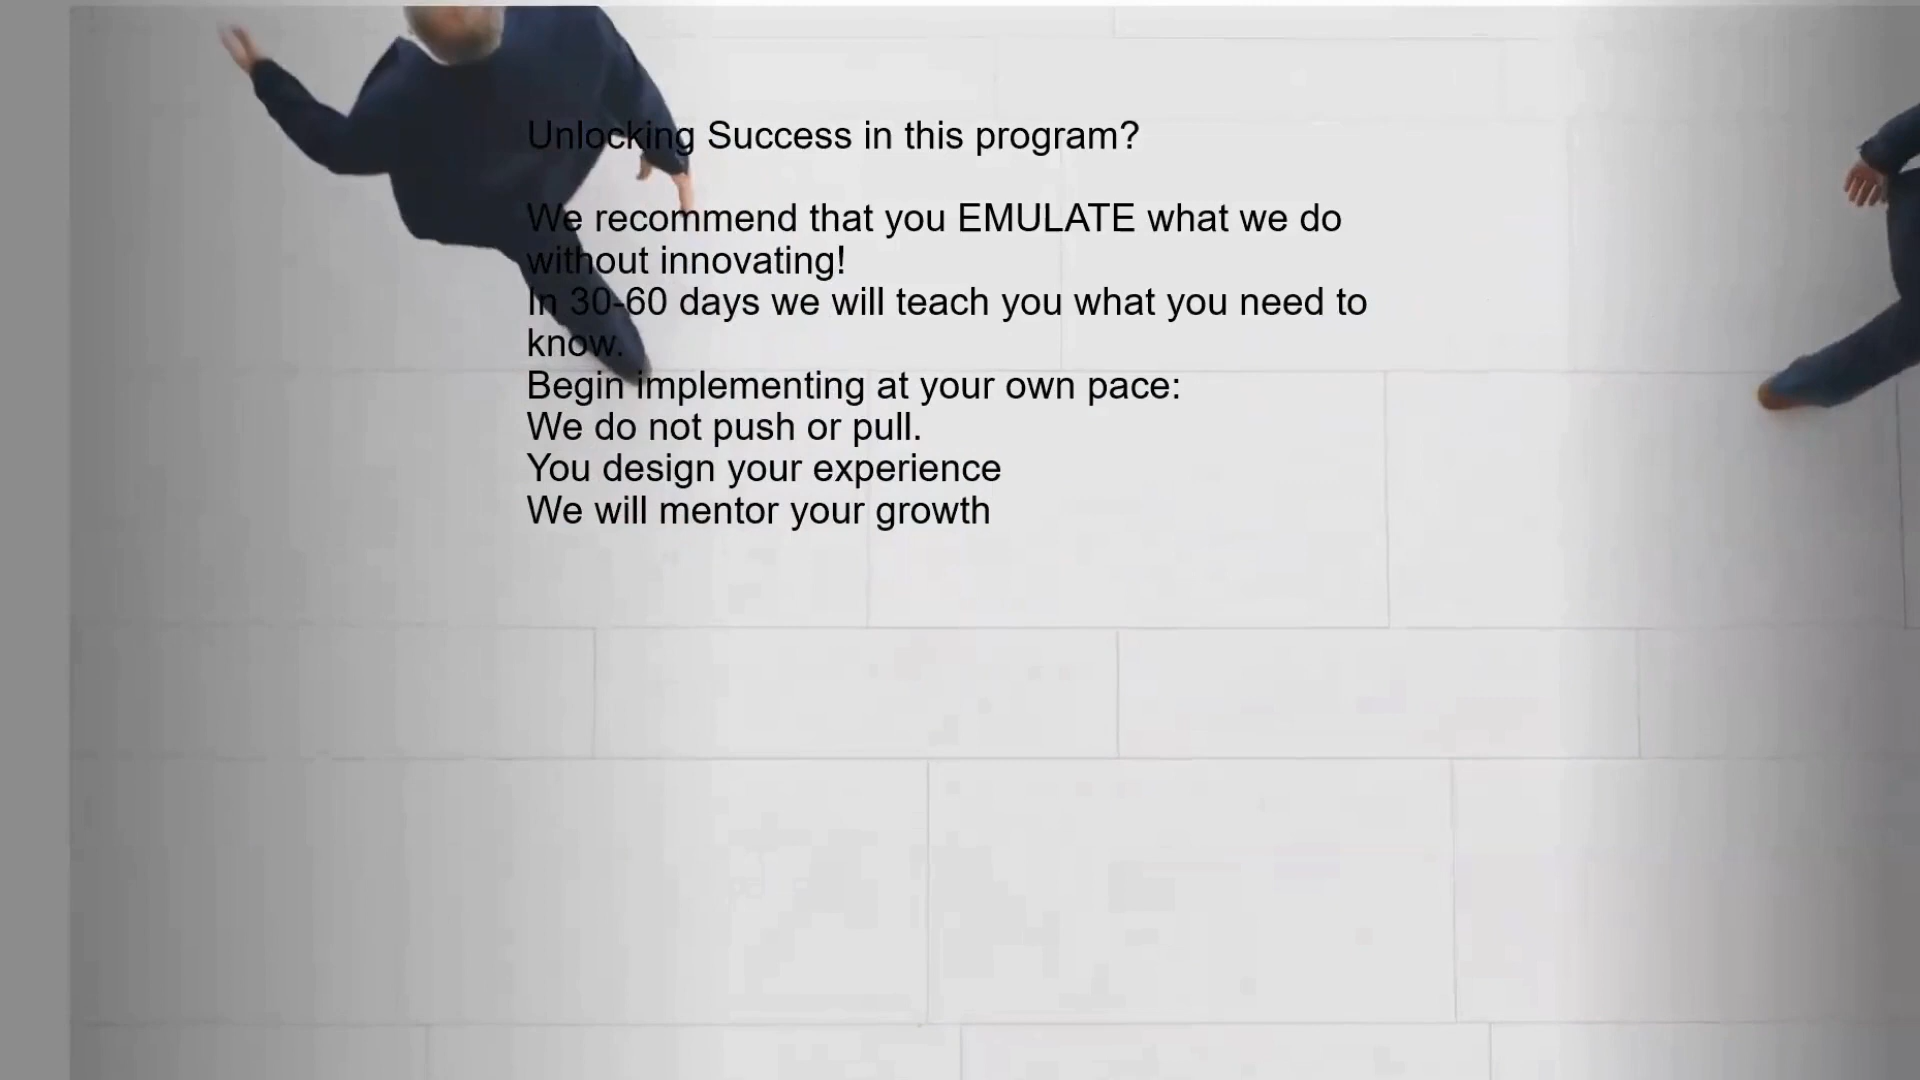 Unlocking Success in this program?
We recommend that you EMULATE what we do
without innovating!
In 30-60 days we will teach you what you need to
know.
Begin implementing at your own pace:
We do not push or pull.
You design your experience
We will mentor your growth